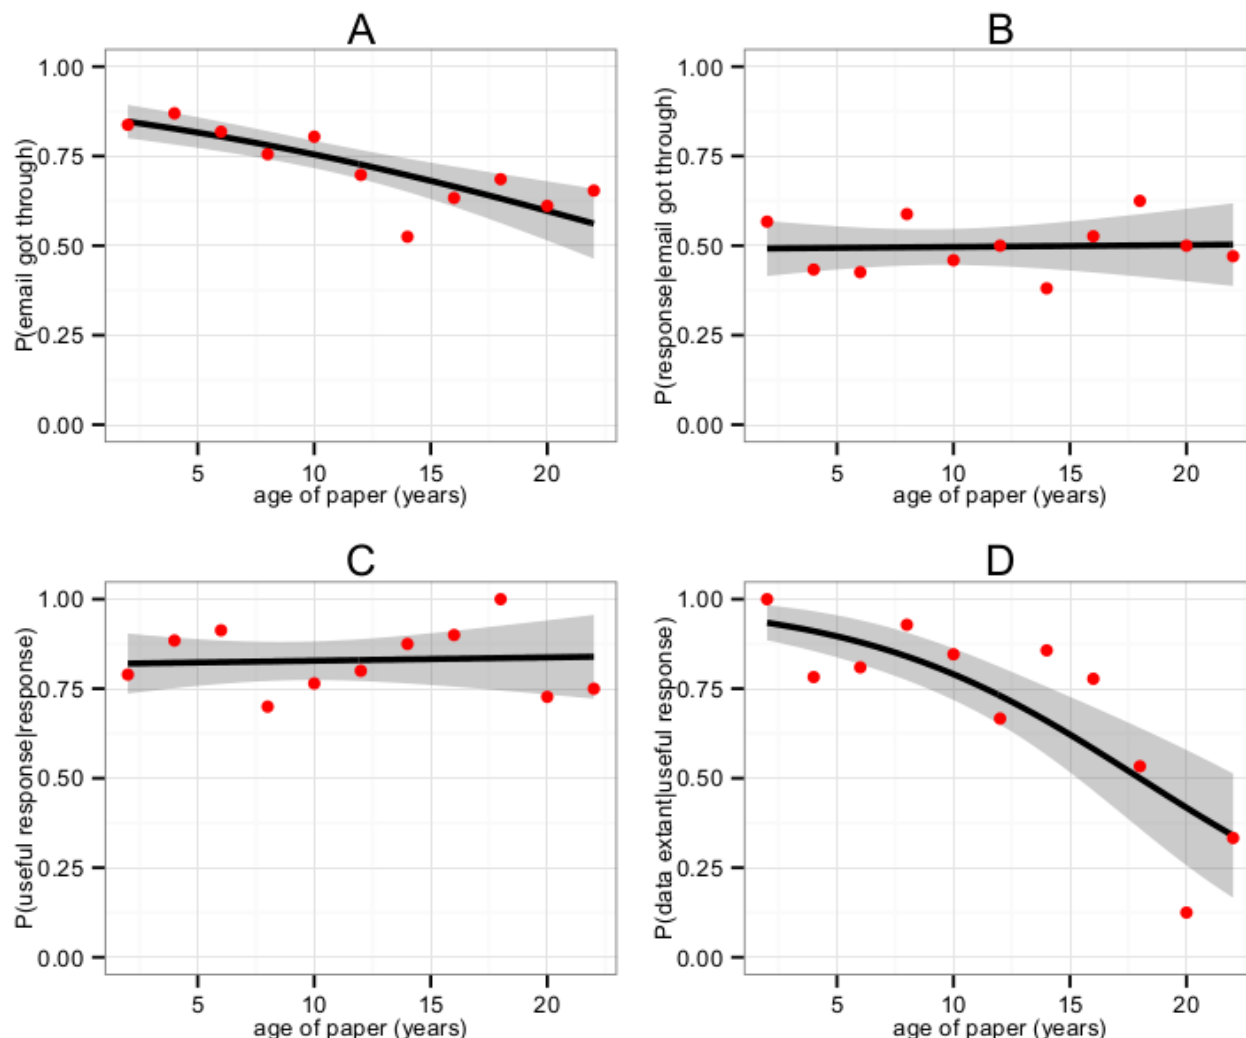 A
P(email got through)
1.00
0.75
0.50
0.25
0.00
5 10 15 20
age of paper (years)
B
P(response|email got through)
1.00
0.75
0.50
0.25
0.00
5 10 15 20
age of paper (years)
C
P(useful response|response)
1.00
0.75
0.50
0.25
0.00
5 10 15 20
age of paper (years)
D
P(data extant|useful response)
1.00
0.75
0.50
0.25
0.00
5 10 15 20
age of paper (years)